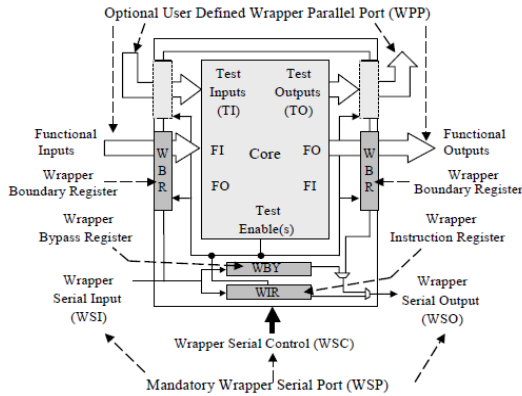 Optional User Defined Wrapper Parallel Port (WPP)
Test
Inputs
(TI)
Test
Outputs
(TO)
Functional
Inputs
W
B
R
FI
Core
FO
W
B
R
Functional
Outputs
Wrapper
Boundary Register
FO
FI
Wrapper
Boundary Register
Test
Enable(s)
Wrapper
Bypass Register
Wrapper
Instruction Register
WBY
Wrapper
Serial Input
(WSI)
WIR
Wrapper
Serial Output
(WSO)
Wrapper Serial Control (WSC)
Mandatory Wrapper Serial Port (WSP)